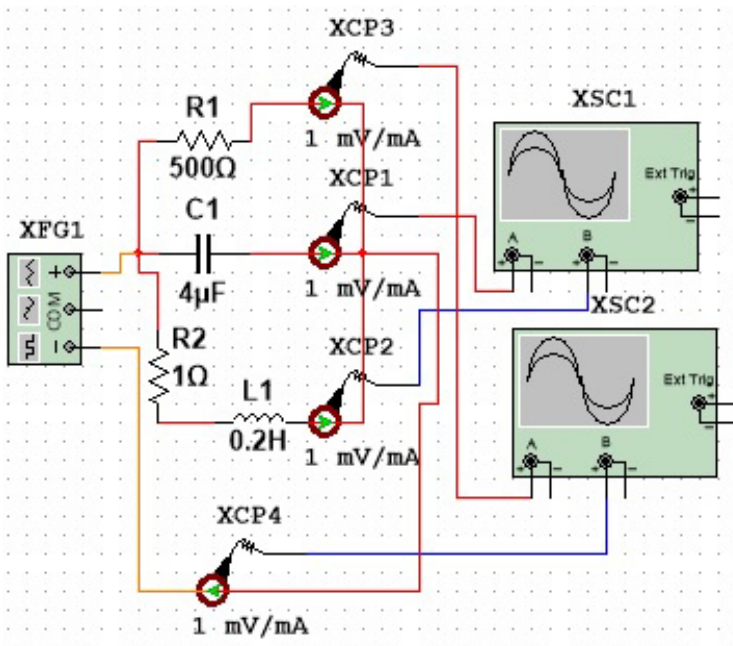 XCP3
R1
500Ω
1 mV/mA
XSC1
Ext Trig
+
−
A
B
+ − + −
XCP1
C1
4µF
1 mV/mA
XFG1
+
COM
−
R2
1Ω
XCP2
L1
0.2H
1 mV/mA
XSC2
Ext Trig
+
−
A
B
+ − + −
XCP4
1 mV/mA